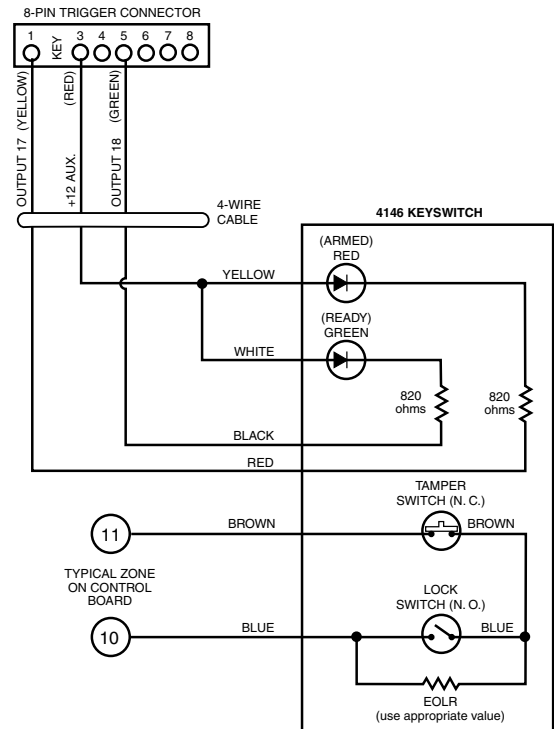 8-PIN TRIGGER CONNECTOR
1 KEY 3 4 5 6 7 8
OUTPUT 17 (YELLOW)
+12 AUX. (RED)
OUTPUT 18 (GREEN)
4-WIRE
CABLE
4146 KEYSWITCH
(ARMED)
RED
YELLOW
(READY)
GREEN
WHITE
820
ohms
820
ohms
BLACK
RED
TAMPER
SWITCH (N. C.)
11
BROWN
BROWN
TYPICAL ZONE
ON CONTROL
BOARD
LOCK
SWITCH (N. O.)
10
BLUE
BLUE
EOLR
(use appropriate value)